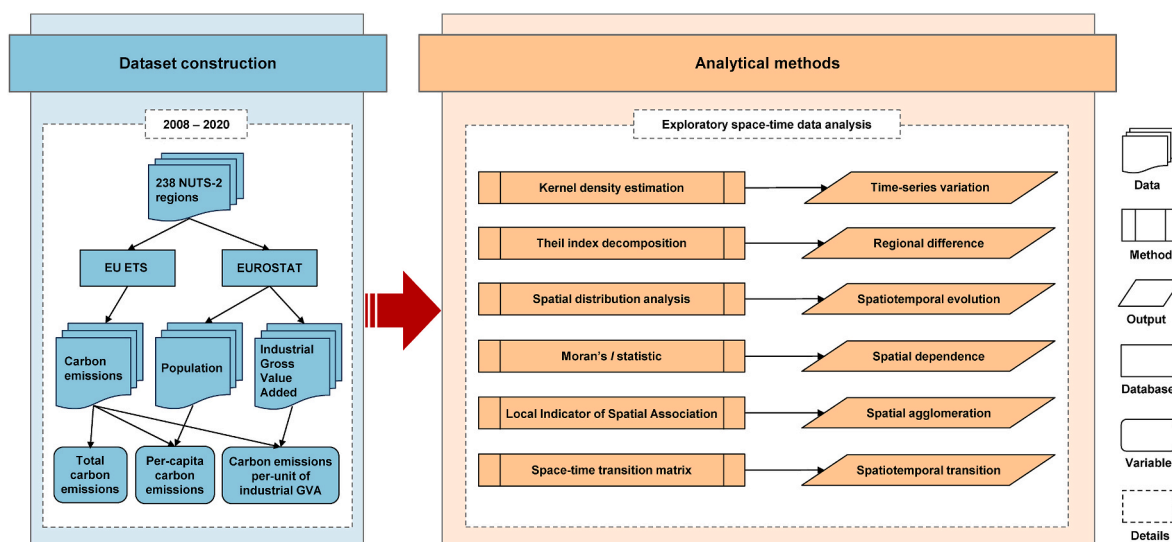 Dataset construction
Analytical methods
2008 – 2020
238 NUTS-2
regions
EU ETS
EUROSTAT
Carbon
emissions
Population
Industrial
Gross
Value
Added
Total
carbon
emissions
Per-capita
carbon
emissions
Carbon emissions
per-unit of
industrial GVA
Exploratory space-time data analysis
Kernel density estimation
Time-series variation
Theil index decomposition
Regional difference
Spatial distribution analysis
Spatiotemporal evolution
Moran's I statistic
Spatial dependence
Local Indicator of Spatial Association
Spatial agglomeration
Space-time transition matrix
Spatiotemporal transition
Data
Method
Output
Database
Variable
Details